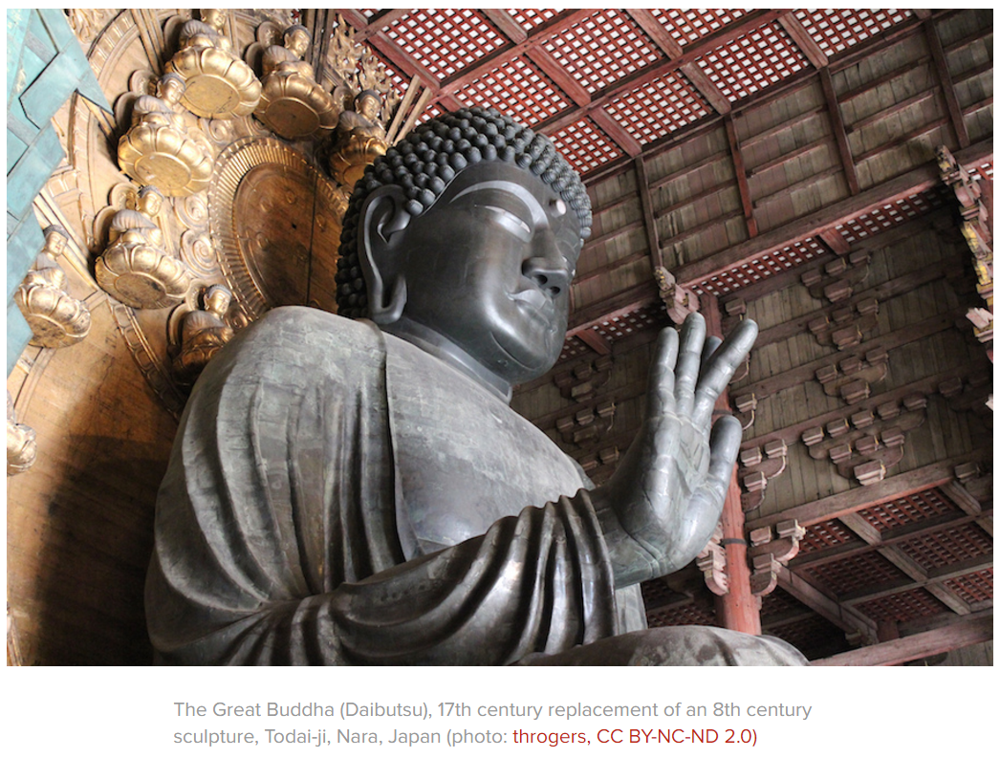 The Great Buddha (Daibutsu), 17th century replacement of an 8th century
sculpture, Todai-ji, Nara, Japan (photo: throgers, CC BY-NC-ND 2.0)